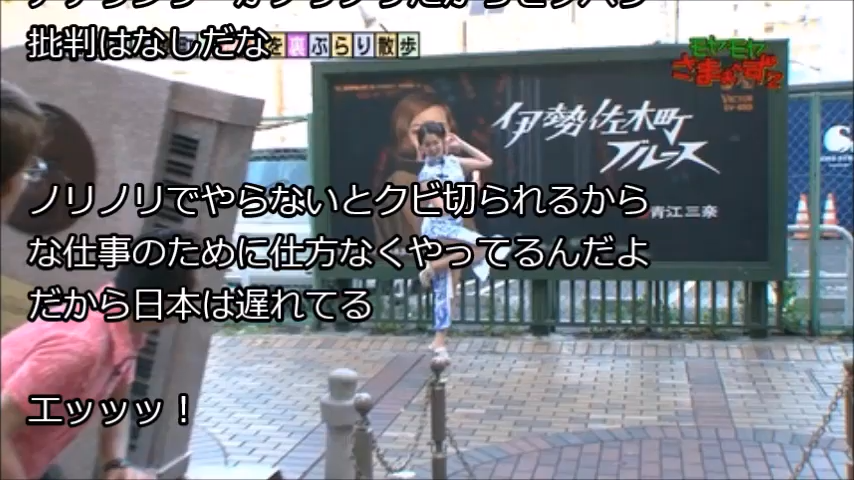 批判はなしだな
を裏ぶらり散歩
モヤモヤ
さまぁ~ず2
伊勢佐木町
ブルース
青江三奈
ノリノリでやらないとクビ切られるから
な仕事のために仕方なくやってるんだよ
だから日本は遅れてる
エッッッ！